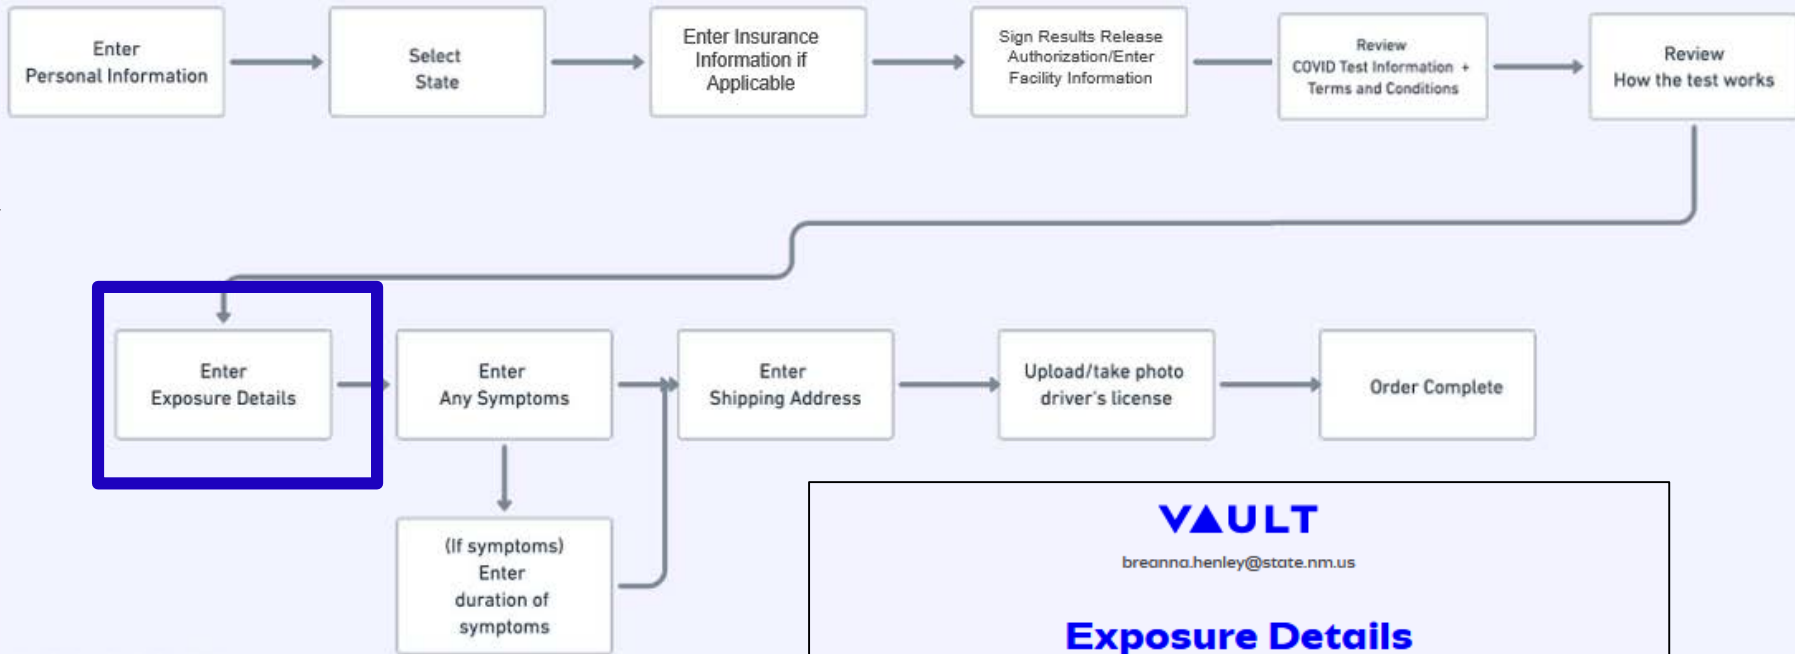 Enter
Personal Information
Select
State
Enter Insurance
Information if
Applicable
Sign Results Release
Authorization/Enter
Facility Information
Review
COVID Test Information +
Terms and Conditions
Review
How the test works
Enter
Exposure Details
Enter
Any Symptoms
Enter
Shipping Address
Upload/take photo
driver's license
Order Complete
(If symptoms)
Enter
duration of
symptoms
VAULT
breanna.henley@state.nm.us
Exposure Details